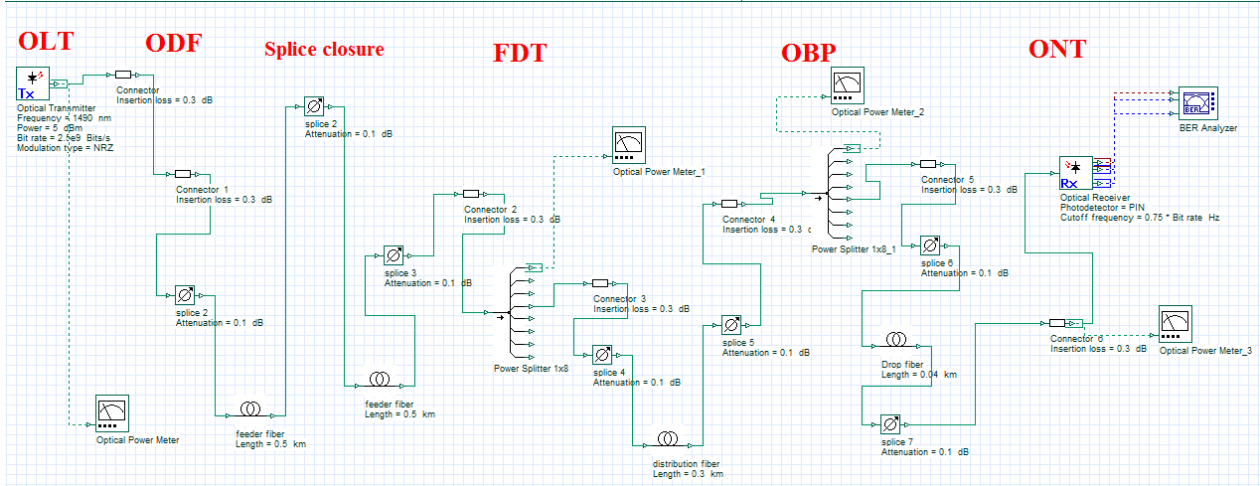 OLT
ODF
Splice closure
FDT
OBP
ONT
Tx
Optical Transmitter
Frequency = 1490 nm
Power = 5 dBm
Bit rate = 2.5e9 Bits/s
Modulation type = NRZ
Connector
Insertion loss = 0.3 dB
Connector 1
Insertion loss = 0.3 dB
splice 2
Attenuation = 0.1 dB
Optical Power Meter
feeder fiber
Length = 0.5 km
splice 2
Attenuation = 0.1 dB
feeder fiber
Length = 0.5 km
splice 3
Attenuation = 0.1 dB
Connector 2
Insertion loss = 0.3 dB
Power Splitter 1x8
Optical Power Meter_1
Connector 3
Insertion loss = 0.3 dB
splice 4
Attenuation = 0.1 dB
distribution fiber
Length = 0.3 km
splice 5
Attenuation = 0.1 dB
Connector 4
Insertion loss = 0.3
Power Splitter 1x8_1
Optical Power Meter_2
Connector 5
Insertion loss = 0.3 dB
splice 6
Attenuation = 0.1 dB
Drop fiber
Length = 0.04 km
splice 7
Attenuation = 0.1 dB
Connector 6
Insertion loss = 0.3 dB
Optical Power Meter_3
Rx
Optical Receiver
Photodetector = PIN
Cutoff frequency = 0.75 * Bit rate Hz
BER
BER Analyzer